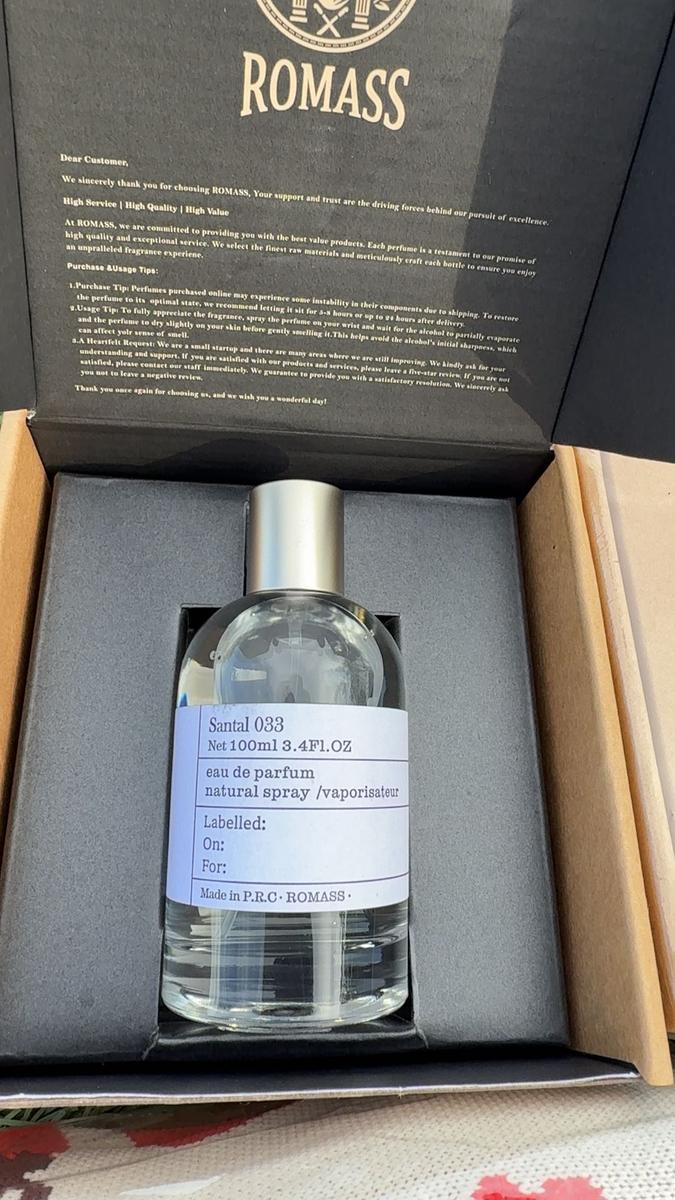 ROMASS
Dear Customer,
We sincerely thank you for choosing ROMASS, Your support and trust are the driving forces behind our pursuit of excellence.
High Service | High Quality | High Value
At ROMASS, we are committed to providing you with the best value products. Each perfume is a testament to our promise of
high quality and exceptional service. We select the finest raw materials and meticulously craft each bottle to ensure you enjoy
an unpralleled fragrance experiene.
Purchase &Usage Tips:
1.Purchase Tip: Perfumes purchased online may experience some instability in their components due to shipping. To restore
the perfume to its optimal state, we recommend letting it sit for 5-8 hours or up to 24 hours after delivery.
2.Usage Tip: To fully appreciate the fragrance, spray the perfume on your wrist and wait for the alcohol to partially evaporate
and the perfume to dry slightly on your skin before gently smelling it.This helps avoid the alcohol's initial sharpness, which
can affect yolr sense of smell.
3.A Heartfelt Request: We are a small startup and there are many areas where we are still improving. We kindly ask for your
understanding and support. If you are satisfied with our products and services, please leave a five-star review. If you are not
satisfied, please contact our staff immediately. We guarantee to provide you with a satisfactory resolution. We sincerely ask
you not to leave a negative review.
Thank you once again for choosing us, and we wish you a wonderful day!
Santal 033
Net 100ml 3.4Fl.OZ
eau de parfum
natural spray /vaporisateur
Labelled:
On:
For:
Made in P.R.C · ROMASS ·